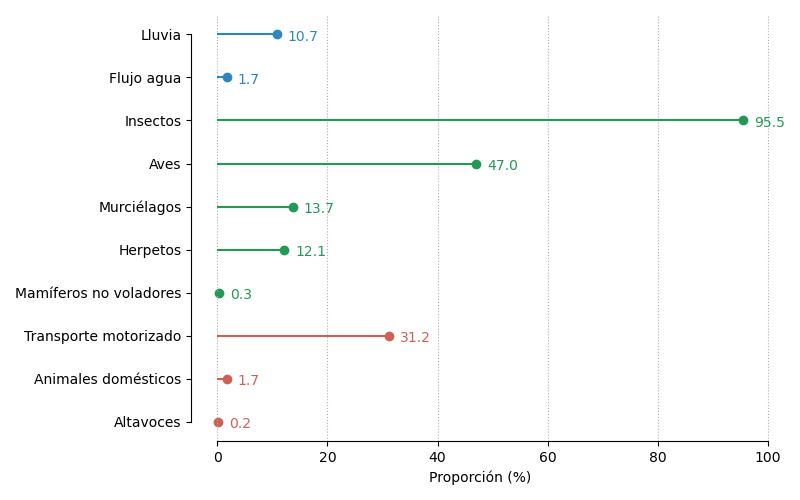 Lluvia 10.7
Flujo agua 1.7
Insectos 95.5
Aves 47.0
Murciélagos 13.7
Herpetos 12.1
Mamíferos no voladores 0.3
Transporte motorizado 31.2
Animales domésticos 1.7
Altavoces 0.2
0 20 40 60 80 100
Proporción (%)